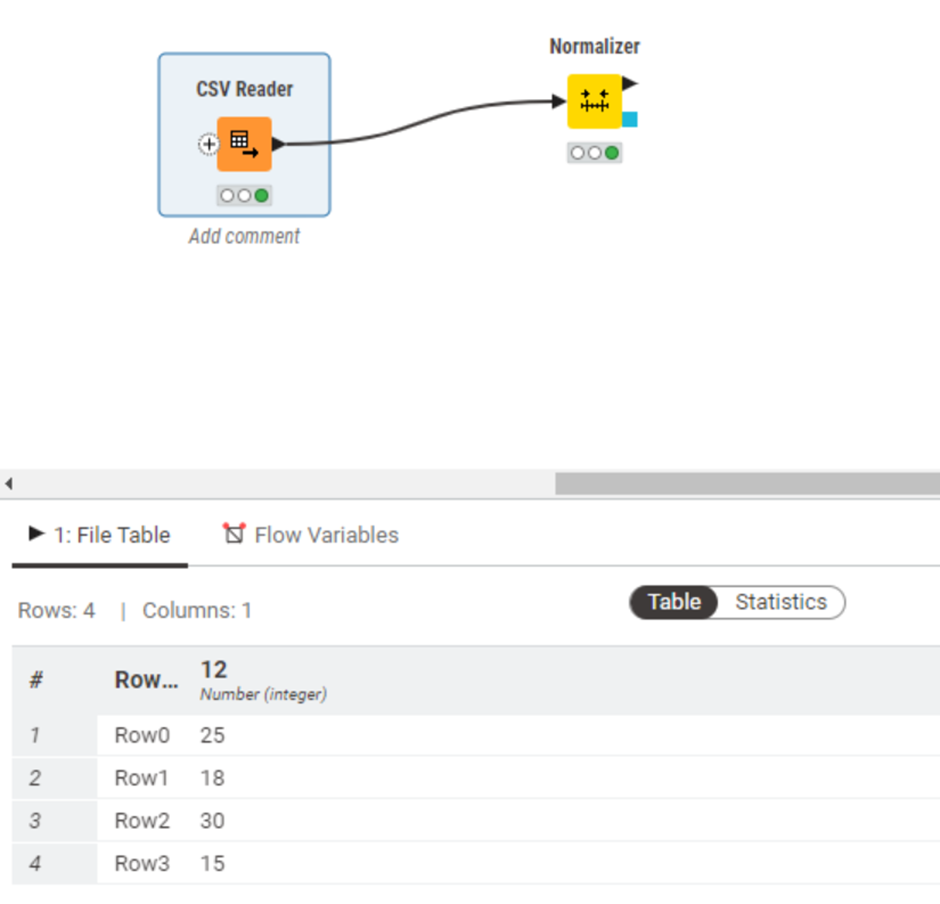 Normalizer
CSV Reader
Add comment
1: File Table Flow Variables
Rows: 4 | Columns: 1 Table Statistics
# Row... 12
Number (integer)
1 Row0 25
2 Row1 18
3 Row2 30
4 Row3 15